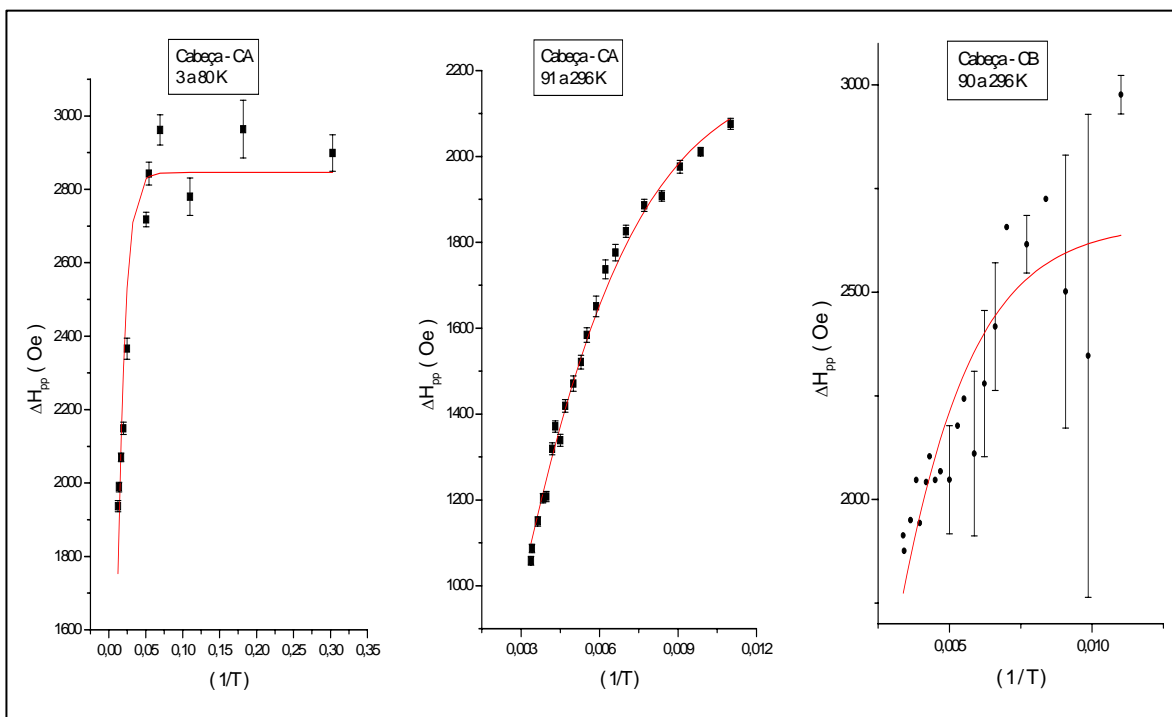 Cabeça - CA
3 a 80 K
3000
2800
2600
2400
2200
2000
1800
1600
ΔHpp ( Oe )
0,00 0,05 0,10 0,15 0,20 0,25 0,30 0,35
(1/T)
Cabeça - CA
91 a 296 K
2200
2000
1800
1600
1400
1200
1000
ΔHpp ( Oe )
0,003 0,006 0,009 0,012
(1/T)
Cabeça - CB
90 a 296 K
3000
2500
2000
ΔHpp ( Oe )
0,005 0,010
(1/T)